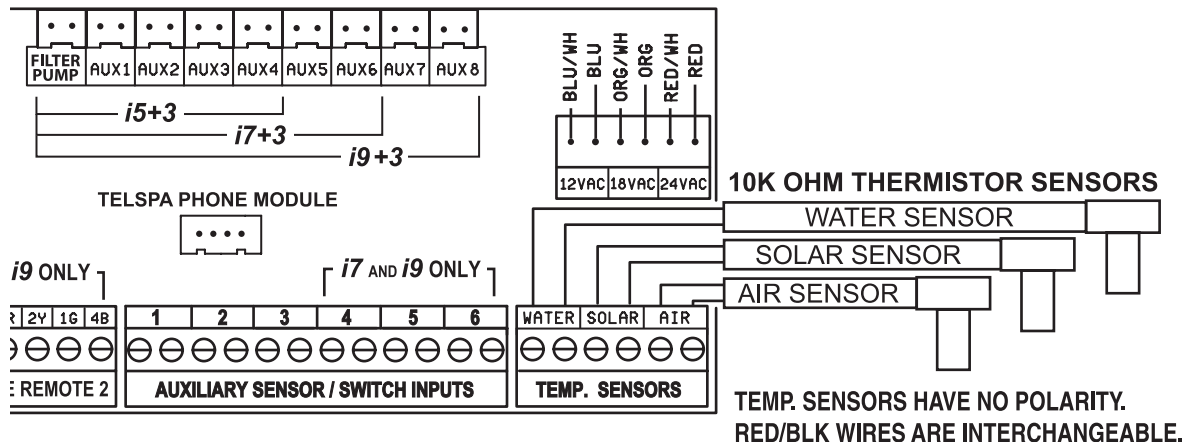 FILTER PUMP AUX1 AUX2 AUX3 AUX4 AUX5 AUX6 AUX7 AUX8
i5+3
i7+3
i9+3
BLU/WH
BLU
ORG/WH
ORG
RED/WH
RED
12VAC 18VAC 24VAC
TELSPA PHONE MODULE
10K OHM THERMISTOR SENSORS
WATER SENSOR
SOLAR SENSOR
AIR SENSOR
i9 ONLY
i7 AND i9 ONLY
2Y 1G 4B
1 2 3 4 5 6
WATER SOLAR AIR
E REMOTE 2
AUXILIARY SENSOR / SWITCH INPUTS
TEMP. SENSORS
TEMP. SENSORS HAVE NO POLARITY.
RED/BLK WIRES ARE INTERCHANGEABLE.